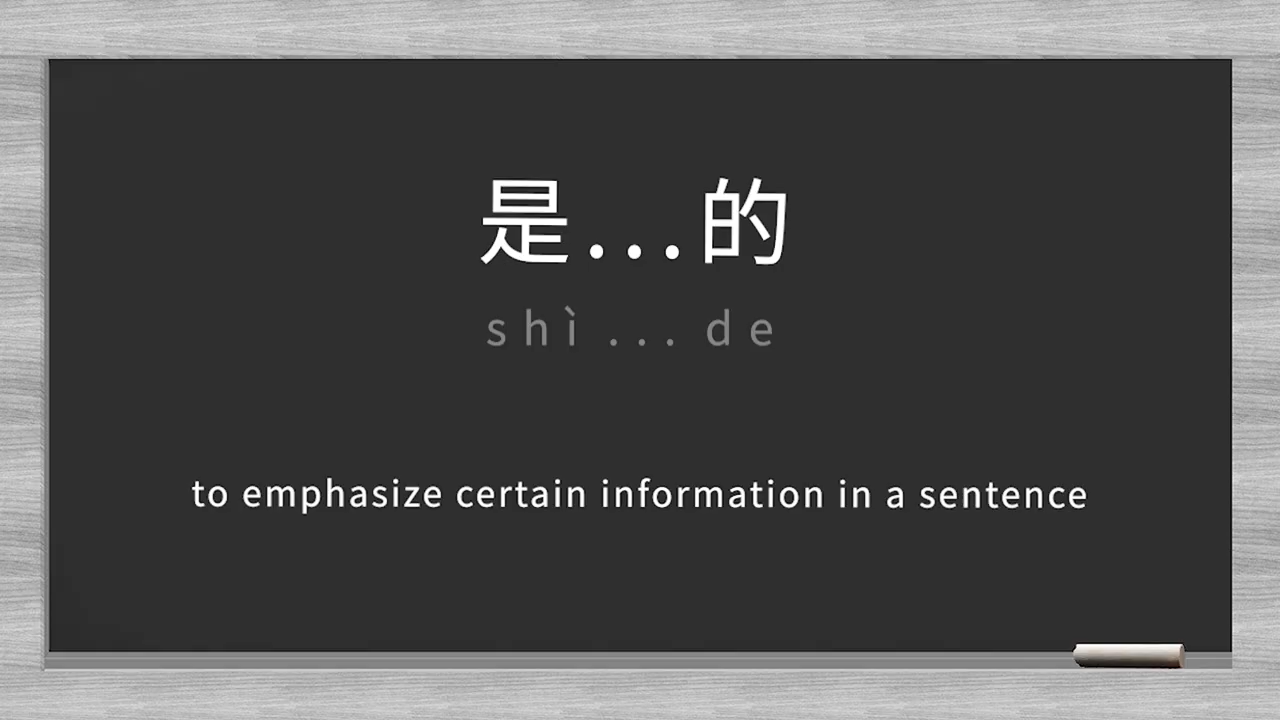 是...的
shì ... de
to emphasize certain information in a sentence